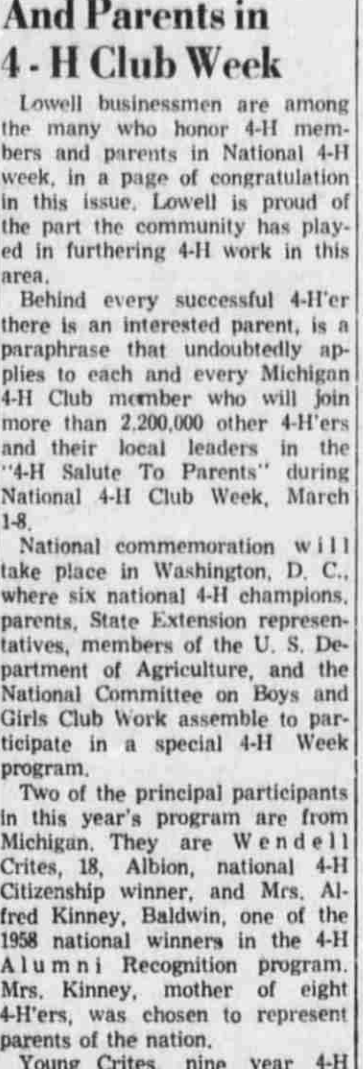 And Parents in
4 - H Club Week
Lowell businessmen are among
the many who honor 4-H mem-
bers and parents in National 4-H
week, in a page of congratulation
in this issue. Lowell is proud of
the part the community has play-
ed in furthering 4-H work in this
area.
Behind every successful 4-H'er
there is an interested parent, is a
paraphrase that undoubtedly ap-
plies to each and every Michigan
4-H Club member who will join
more than 2,200,000 other 4-H'ers
and their local leaders in the
"4-H Salute To Parents" during
National 4-H Club Week, March
1-8.
National commemoration will
take place in Washington, D. C.,
where six national 4-H champions,
parents, State Extension represen-
tatives, members of the U. S. De-
partment of Agriculture, and the
National Committee on Boys and
Girls Club Work assemble to par-
ticipate in a special 4-H Week
program.
Two of the principal participants
in this year's program are from
Michigan. They are Wendell
Crites, 18, Albion, national 4-H
Citizenship winner, and Mrs. Al-
fred Kinney, Baldwin, one of the
1958 national winners in the 4-H
Alumni Recognition program.
Mrs. Kinney, mother of eight
4-H'ers, was chosen to represent
parents of the nation.
Young Crites, nine year 4-H